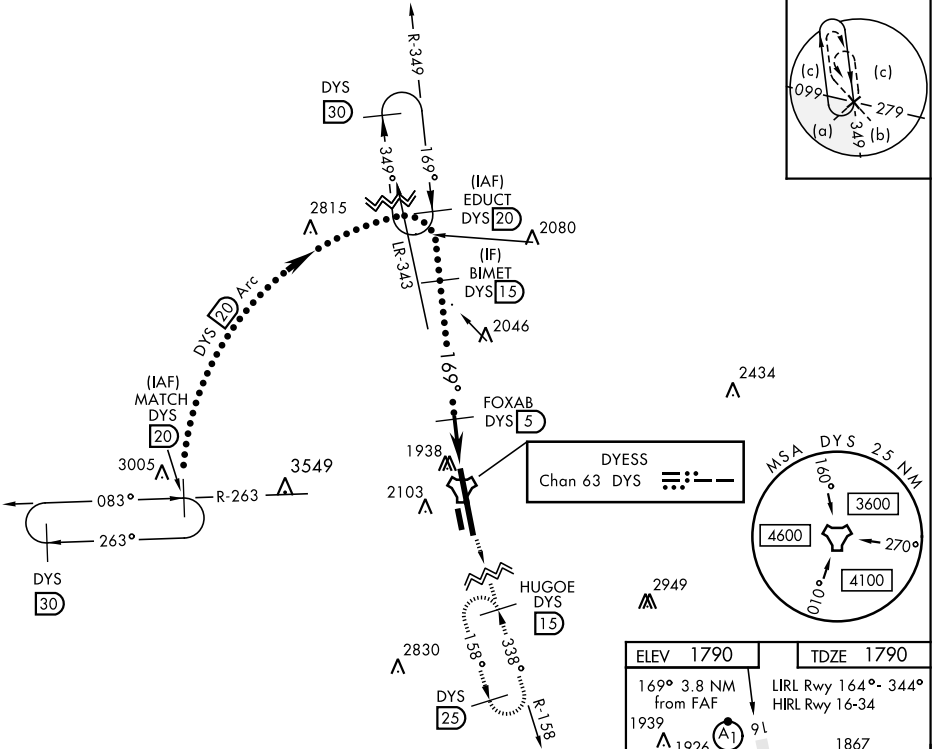 R-349
DYS
30
349°
169°
(IAF)
EDUCT
DYS 20
2815
2080
LR-343
(IF)
BIMET
DYS 15
2046
DYS 20 Arc
169°
(IAF)
MATCH
DYS
20
3005
083°
R-263
3549
263°
DYS
30
FOXAB
DYS 5
1938
2103
DYESS
Chan 63 DYS
2434
HUGOE
DYS
15
2949
158°
338°
2830
DYS
25
R-158
(c)
(c)
099
279
(a)
349
(b)
MSA DYS 25 NM
160°
3600
4600
270°
4100
010°
ELEV 1790
TDZE 1790
169° 3.8 NM
from FAF
LIRL Rwy 164°- 344°
HIRL Rwy 16-34
1939
1926
A1
16
1867